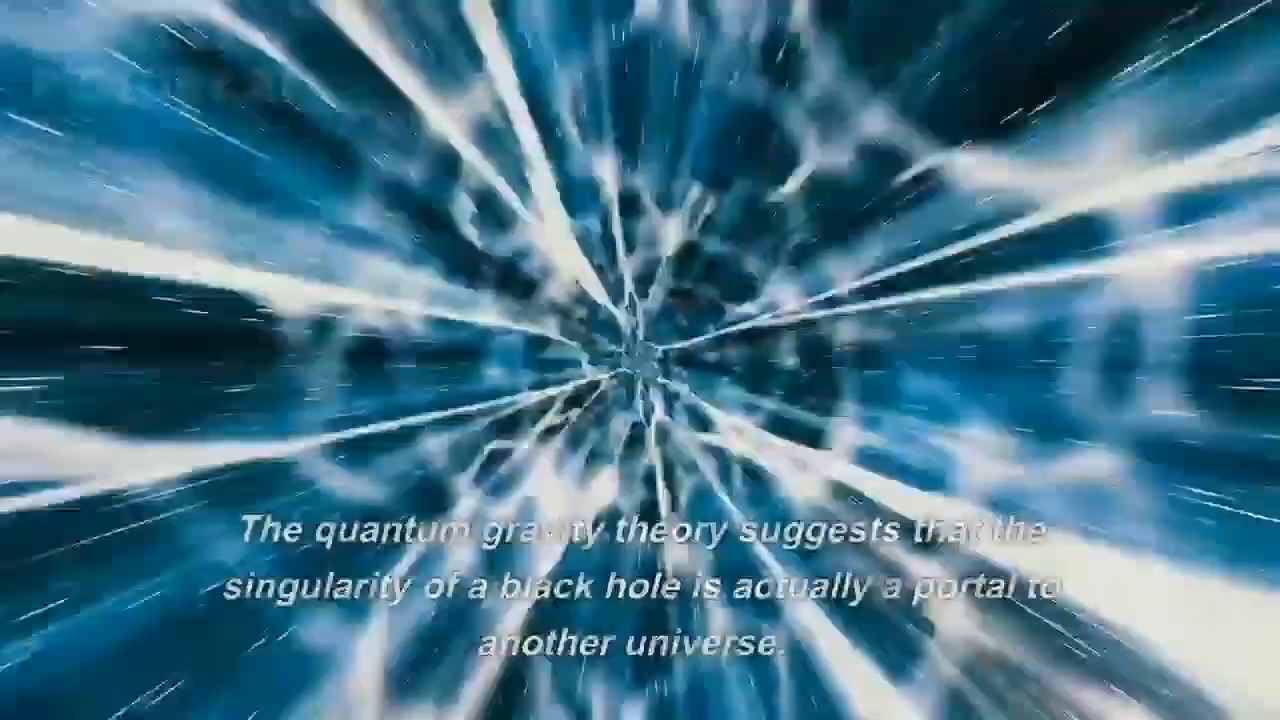 The quantum gravity theory suggests that the
singularity of a black hole is actually a portal to
another universe.